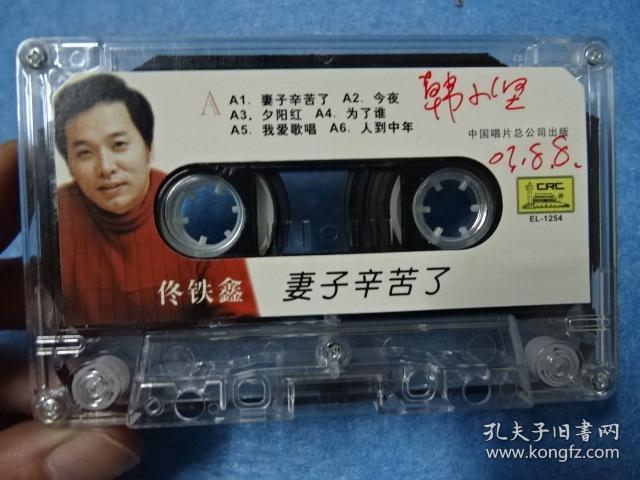 A
A1. 妻子辛苦了 A2. 今夜
A3. 夕阳红 A4. 为了谁
A5. 我爱歌唱 A6. 人到中年
韩小坚
中国唱片总公司出版
03.8.8.
CRC
EL-1254
佟铁鑫
妻子辛苦了
孔夫子旧书网
www.kongfz.com